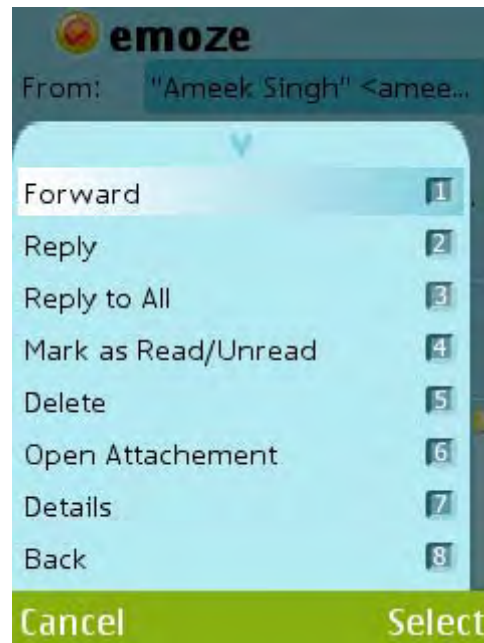 emoze
From: "Ameek Singh" <amee...
Forward 1
Reply 2
Reply to All 3
Mark as Read/Unread 4
Delete 5
Open Attachement 6
Details 7
Back 8
Cancel Select